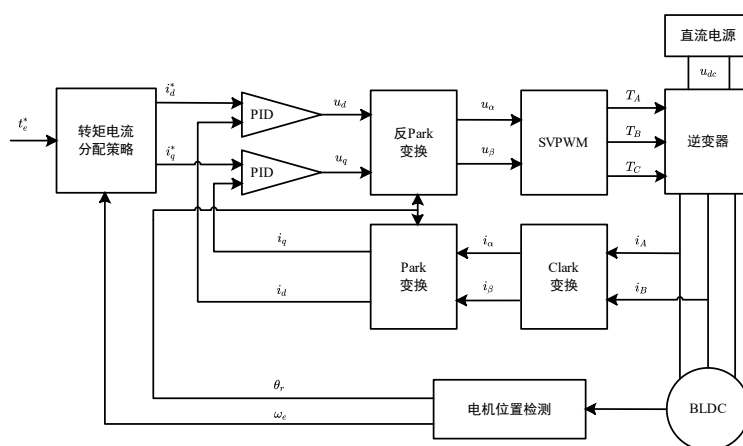 直流电源
u_{dc}
t_e^*
转矩电流
分配策略
i_d^*
i_q^*
PID
PID
u_d
u_q
反Park
变换
u_α
u_β
SVPWM
T_A
T_B
T_C
逆变器
i_q
i_d
Park
变换
i_α
i_β
Clark
变换
i_A
i_B
θ_r
ω_e
电机位置检测
BLDC